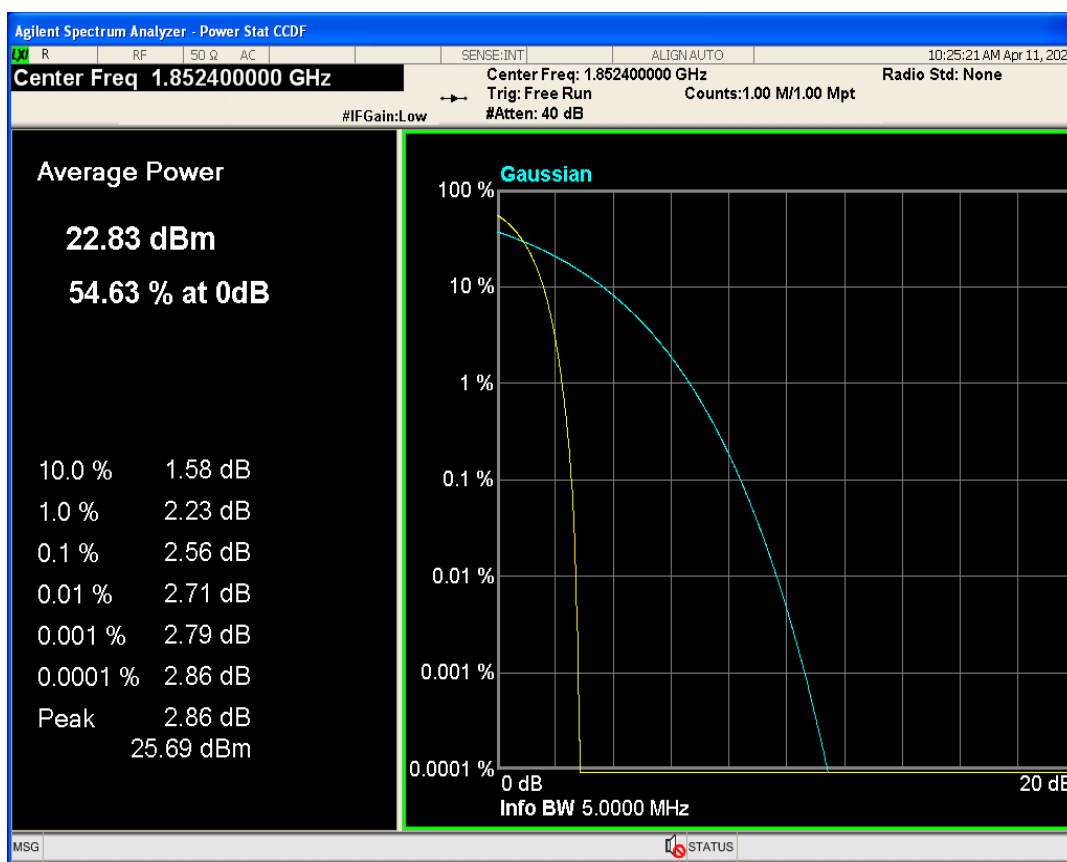 Agilent Spectrum Analyzer - Power Stat CCDF
LXI R RF 50 Ω AC SENSE:INT ALIGN AUTO 10:25:21 AM Apr 11, 202
Center Freq 1.852400000 GHz
Center Freq: 1.852400000 GHz Radio Std: None
Trig: Free Run Counts:1.00 M/1.00 Mpt
#IFGain:Low #Atten: 40 dB
Average Power
22.83 dBm
54.63 % at 0dB
10.0 % 1.58 dB
1.0 % 2.23 dB
0.1 % 2.56 dB
0.01 % 2.71 dB
0.001 % 2.79 dB
0.0001 % 2.86 dB
Peak 2.86 dB
25.69 dBm
Gaussian
100 %
10 %
1 %
0.1 %
0.01 %
0.001 %
0.0001 %
0 dB 20 dB
Info BW 5.0000 MHz
MSG STATUS